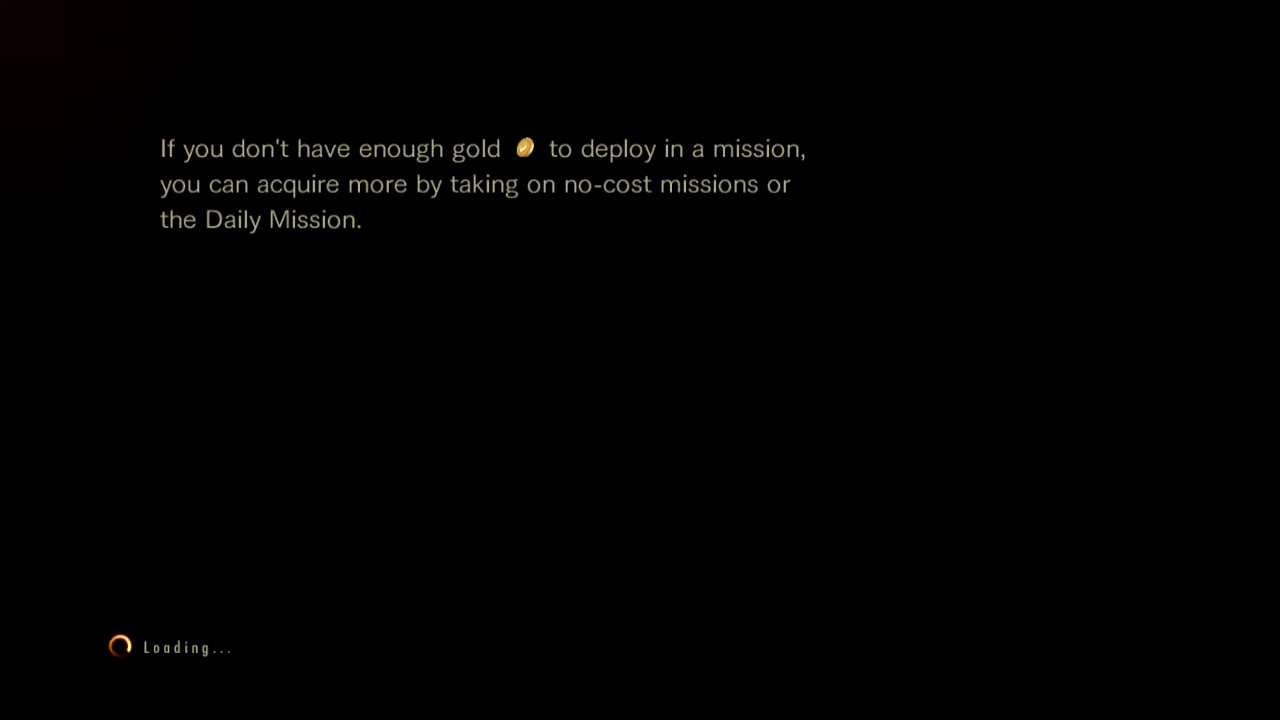 If you don't have enough gold to deploy in a mission,
you can acquire more by taking on no-cost missions or
the Daily Mission.
Loading...